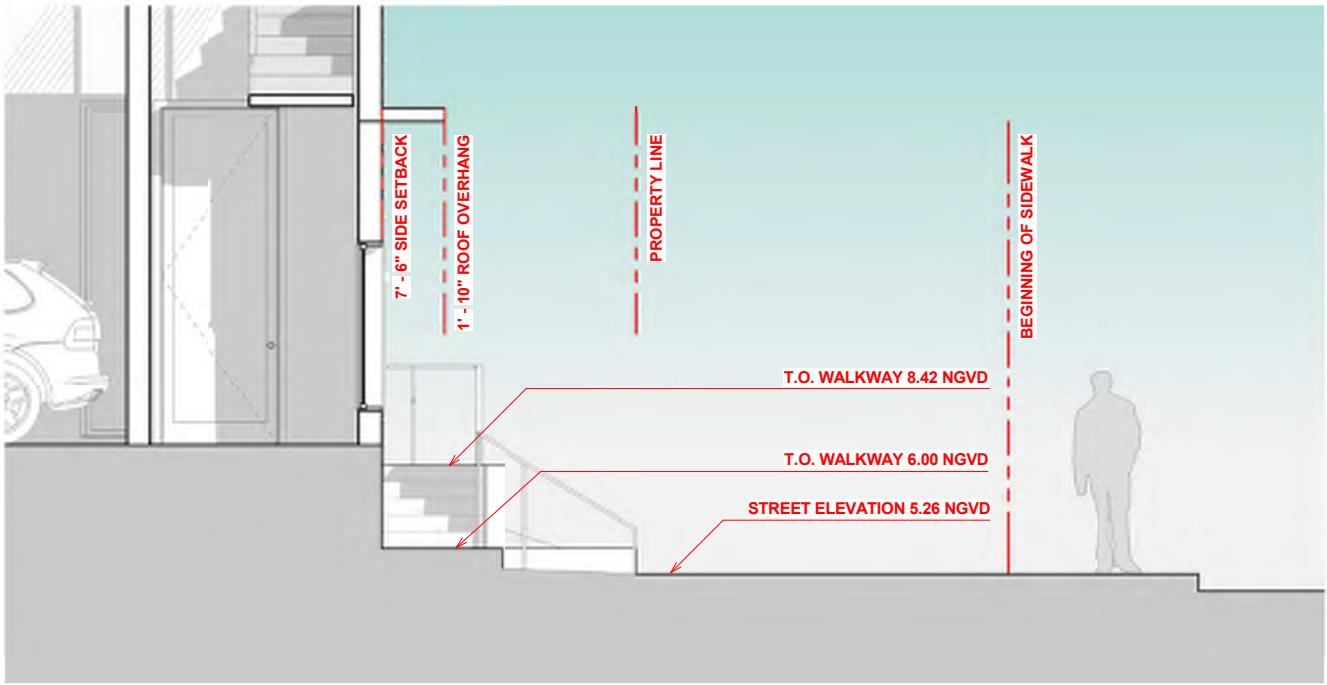 7' - 6" SIDE SETBACK
1' - 10" ROOF OVERHANG
PROPERTY LINE
BEGINNING OF SIDEWALK
T.O. WALKWAY 8.42 NGVD
T.O. WALKWAY 6.00 NGVD
STREET ELEVATION 5.26 NGVD